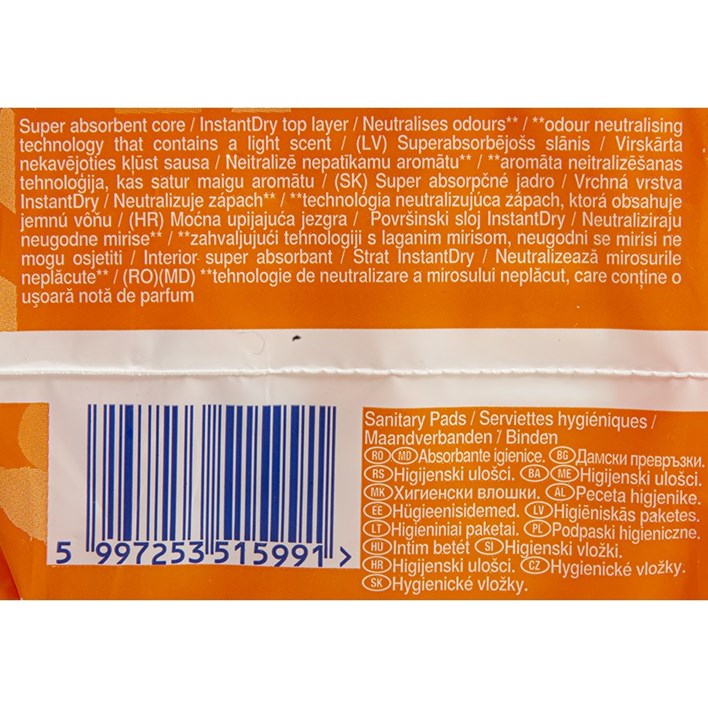 Super absorbent core / InstantDry top layer / Neutralises odours** / **odour neutralising
technology that contains a light scent / (LV) Superabsorbējošs slānis / Virskārta
nekavējoties kļūst sausa / Neitralizē nepatīkamu aromātu** / **aromāta neitralizēšanas
tehnoloģija, kas satur maigu aromātu / (SK) Super absorpčné jadro / Vrchná vrstva
InstantDry / Neutralizuje zápach** / **technológia neutralizujúca zápach, ktorá obsahuje
jemnú vôňu / (HR) Moćna upijajuća jezgra / Površinski sloj InstantDry / Neutraliziraju
neugodne mirise** / **zahvaljujući tehnologiji s laganim mirisom, neugodni se mirisi ne
mogu osjetiti / Interior super absorbant / Strat InstantDry / Neutralizează mirosurile
neplăcute** / (RO)(MD) **tehnologie de neutralizare a mirosului neplăcut, care conține o
ușoară notă de parfum
Sanitary Pads / Serviettes hygiéniques /
Maandverbanden / Binden
RO MD Absorbante igienice. BG Дамски превръзки.
RS Higijenski ulošci. BA ME Higijenski ulošci.
MK Хигиенски влошки. AL Peceta higjenike.
EE Hügieenisidemed. LV Higiēniskās paketes.
LT Higieniniai paketai. PL Podpaski higieniczne.
HU Intim betét SI Higienski vložki.
HR Higijenski ulošci. CZ Hygienické vložky.
SK Hygienické vložky.
5 997253 515991 >